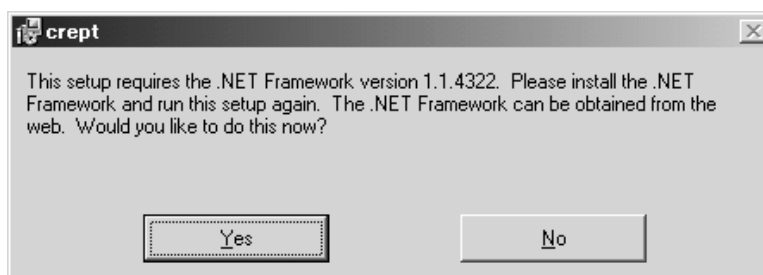 crept
This setup requires the .NET Framework version 1.1.4322.  Please install the .NET
Framework and run this setup again.  The .NET Framework can be obtained from the
web.  Would you like to do this now?
Yes
No